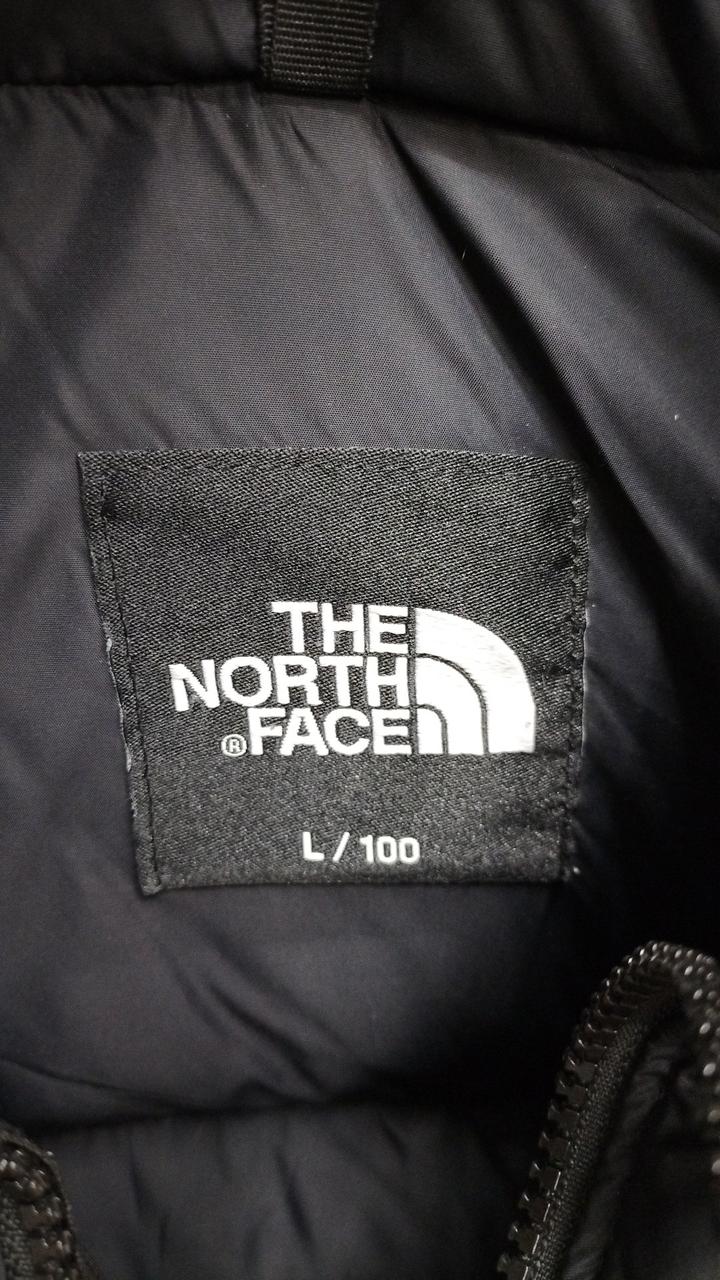 THE
NORTH
®FACE
L / 100